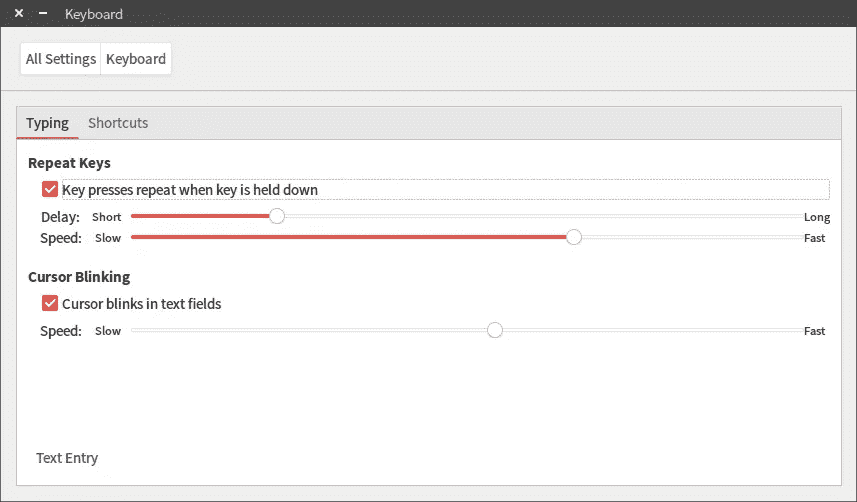 Keyboard
All Settings Keyboard
Typing Shortcuts
Repeat Keys
Key presses repeat when key is held down
Delay: Short Long
Speed: Slow Fast
Cursor Blinking
Cursor blinks in text fields
Speed: Slow Fast
Text Entry